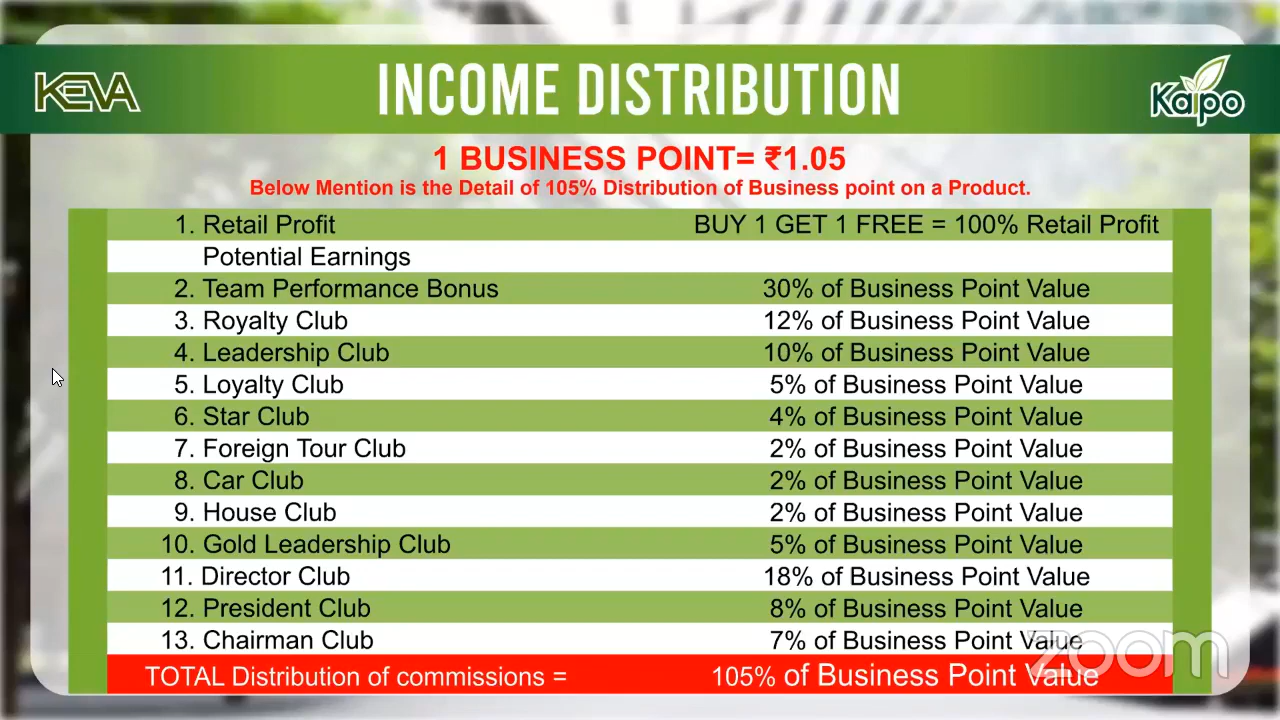 KEVA
INCOME DISTRIBUTION
Kaipo
1 BUSINESS POINT= ₹1.05
Below Mention is the Detail of 105% Distribution of Business point on a Product.
1. Retail Profit BUY 1 GET 1 FREE = 100% Retail Profit
Potential Earnings
2. Team Performance Bonus 30% of Business Point Value
3. Royalty Club 12% of Business Point Value
4. Leadership Club 10% of Business Point Value
5. Loyalty Club 5% of Business Point Value
6. Star Club 4% of Business Point Value
7. Foreign Tour Club 2% of Business Point Value
8. Car Club 2% of Business Point Value
9. House Club 2% of Business Point Value
10. Gold Leadership Club 5% of Business Point Value
11. Director Club 18% of Business Point Value
12. President Club 8% of Business Point Value
13. Chairman Club 7% of Business Point Value
TOTAL Distribution of commissions = 105% of Business Point Value
zoom